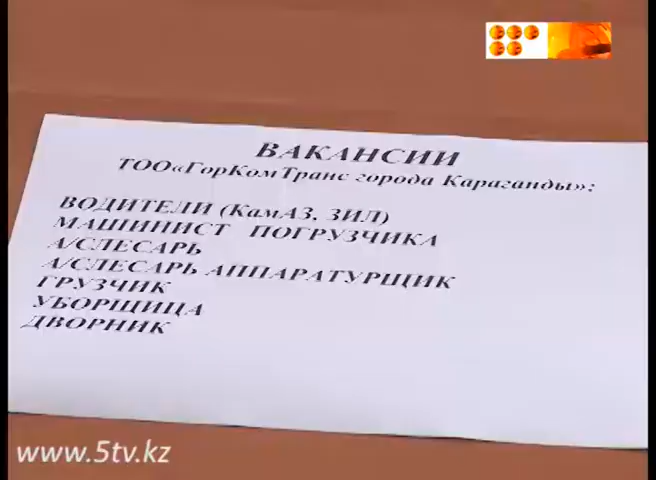 ВАКАНСИИ
ТОО«ГорКомТранс города Караганды»:
ВОДИТЕЛИ (КамАЗ, ЗИЛ)
МАШИНИСТ ПОГРУЗЧИКА
А/СЛЕСАРЬ
А/СЛЕСАРЬ АППАРАТУРЩИК
ГРУЗЧИК
УБОРЩИЦА
ДВОРНИК
www.5tv.kz